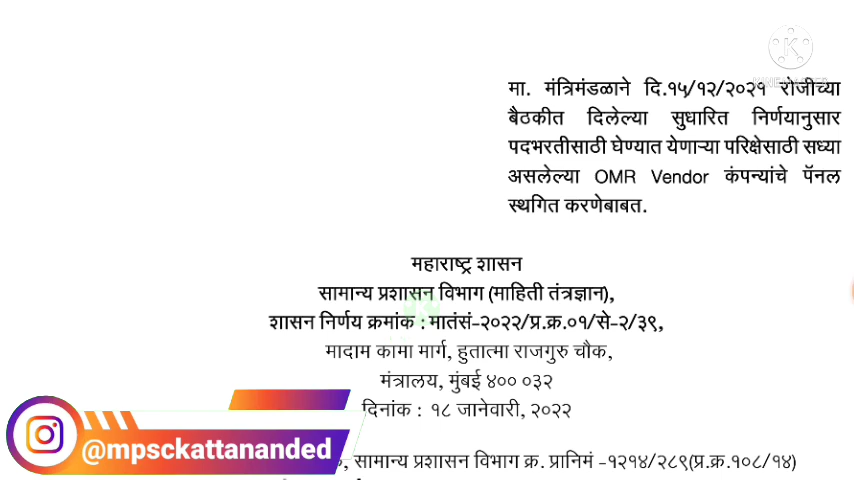 मा. मंत्रिमंडळाने दि.१५/१२/२०२१ रोजीच्या
बैठकीत दिलेल्या सुधारित निर्णयानुसार
पदभरतीसाठी घेण्यात येणाऱ्या परिक्षेसाठी सध्या
असलेल्या OMR Vendor कंपन्यांचे पॅनल
स्थगित करणेबाबत.
महाराष्ट्र शासन
सामान्य प्रशासन विभाग (माहिती तंत्रज्ञान),
शासन निर्णय क्रमांक : मातंसं-२०२२/प्र.क्र.०१/से-२/३९,
मादाम कामा मार्ग, हुतात्मा राजगुरु चौक,
मंत्रालय, मुंबई ४०० ०३२
दिनांक : १८ जानेवारी, २०२२
@mpsckattananded
सामान्य प्रशासन विभाग क्र. प्रानिमं -१२१४/२८९(प्र.क्र.१०८/१४)